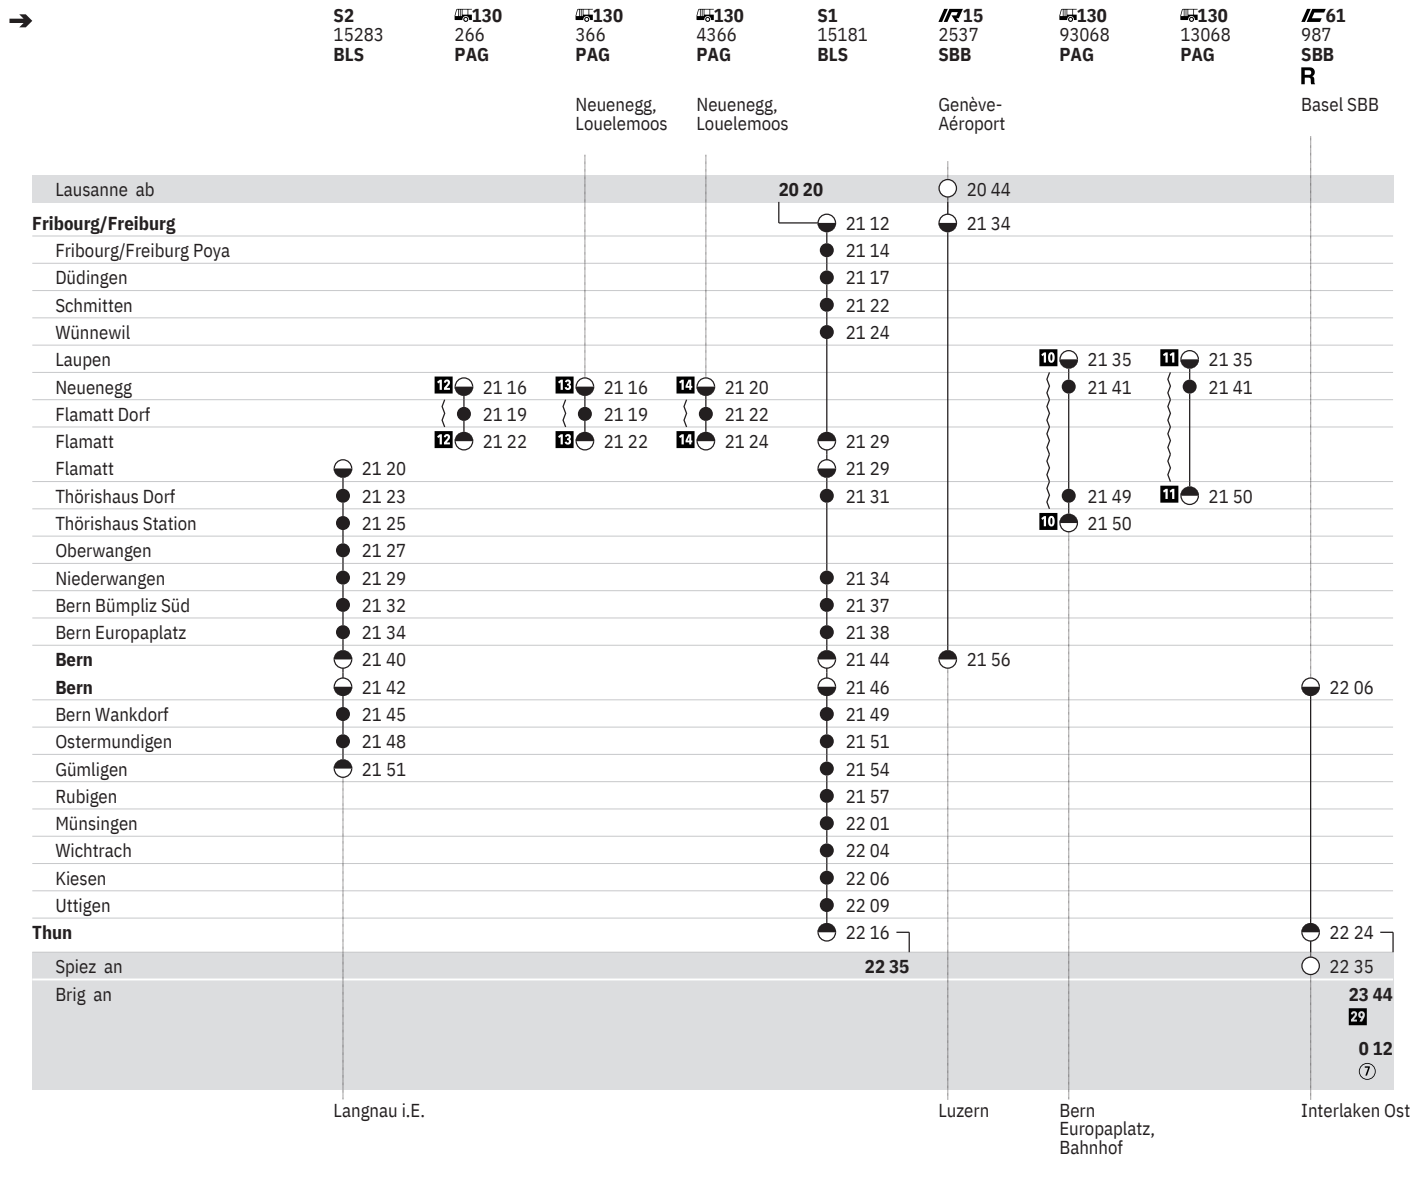 ➔ S2 130 130 130 S1 IR15 130 130 IC61
15283 266 366 4366 15181 2537 93068 13068 987
BLS PAG PAG PAG BLS SBB PAG PAG SBB
R
Neuenegg, Neuenegg, Genève- Basel SBB
Louelemoos Louelemoos Aéroport
Lausanne ab 20 20 20 44
Fribourg/Freiburg 21 12 21 34
Fribourg/Freiburg Poya 21 14
Düdingen 21 17
Schmitten 21 22
Wünnewil 21 24
Laupen 10 21 35 11 21 35
Neuenegg 12 21 16 13 21 16 14 21 20 21 41 21 41
Flamatt Dorf 21 19 21 19 21 22
Flamatt 12 21 22 13 21 22 14 21 24 21 29
Flamatt 21 20 21 29
Thörishaus Dorf 21 23 21 31 21 49 11 21 50
Thörishaus Station 21 25 10 21 50
Oberwangen 21 27
Niederwangen 21 29 21 34
Bern Bümpliz Süd 21 32 21 37
Bern Europaplatz 21 34 21 38
Bern 21 40 21 44 21 56
Bern 21 42 21 46 22 06
Bern Wankdorf 21 45 21 49
Ostermundigen 21 48 21 51
Gümligen 21 51 21 54
Rubigen 21 57
Münsingen 22 01
Wichtrach 22 04
Kiesen 22 06
Uttigen 22 09
Thun 22 16 22 24
Spiez an 22 35 22 35
Brig an 23 44
29
0 12
7
Langnau i.E. Luzern Bern Interlaken Ost
Europaplatz,
Bahnhof